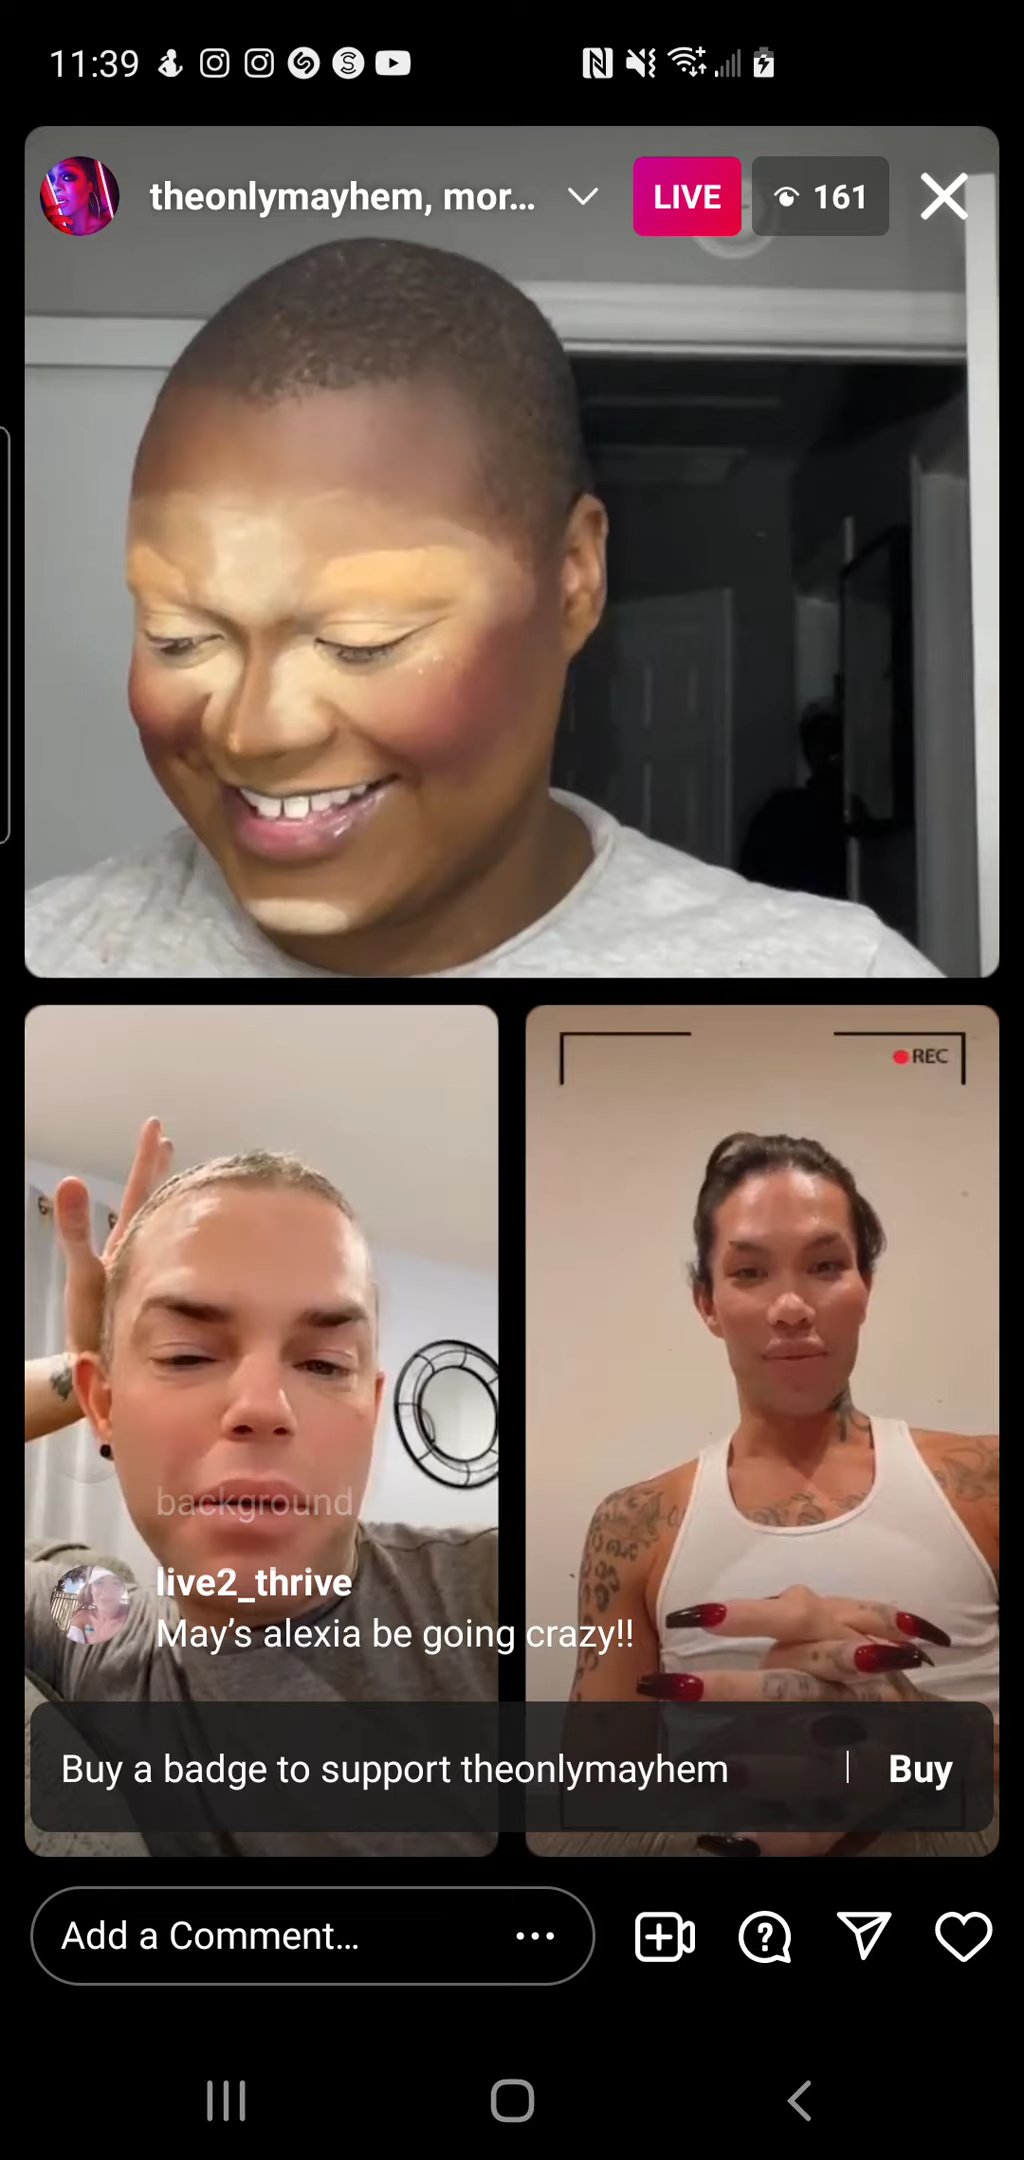 11:39
theonlymayhem, mor...
LIVE
161
REC
background
live2_thrive
May's alexia be going crazy!!
Buy a badge to support theonlymayhem | Buy
Add a Comment...